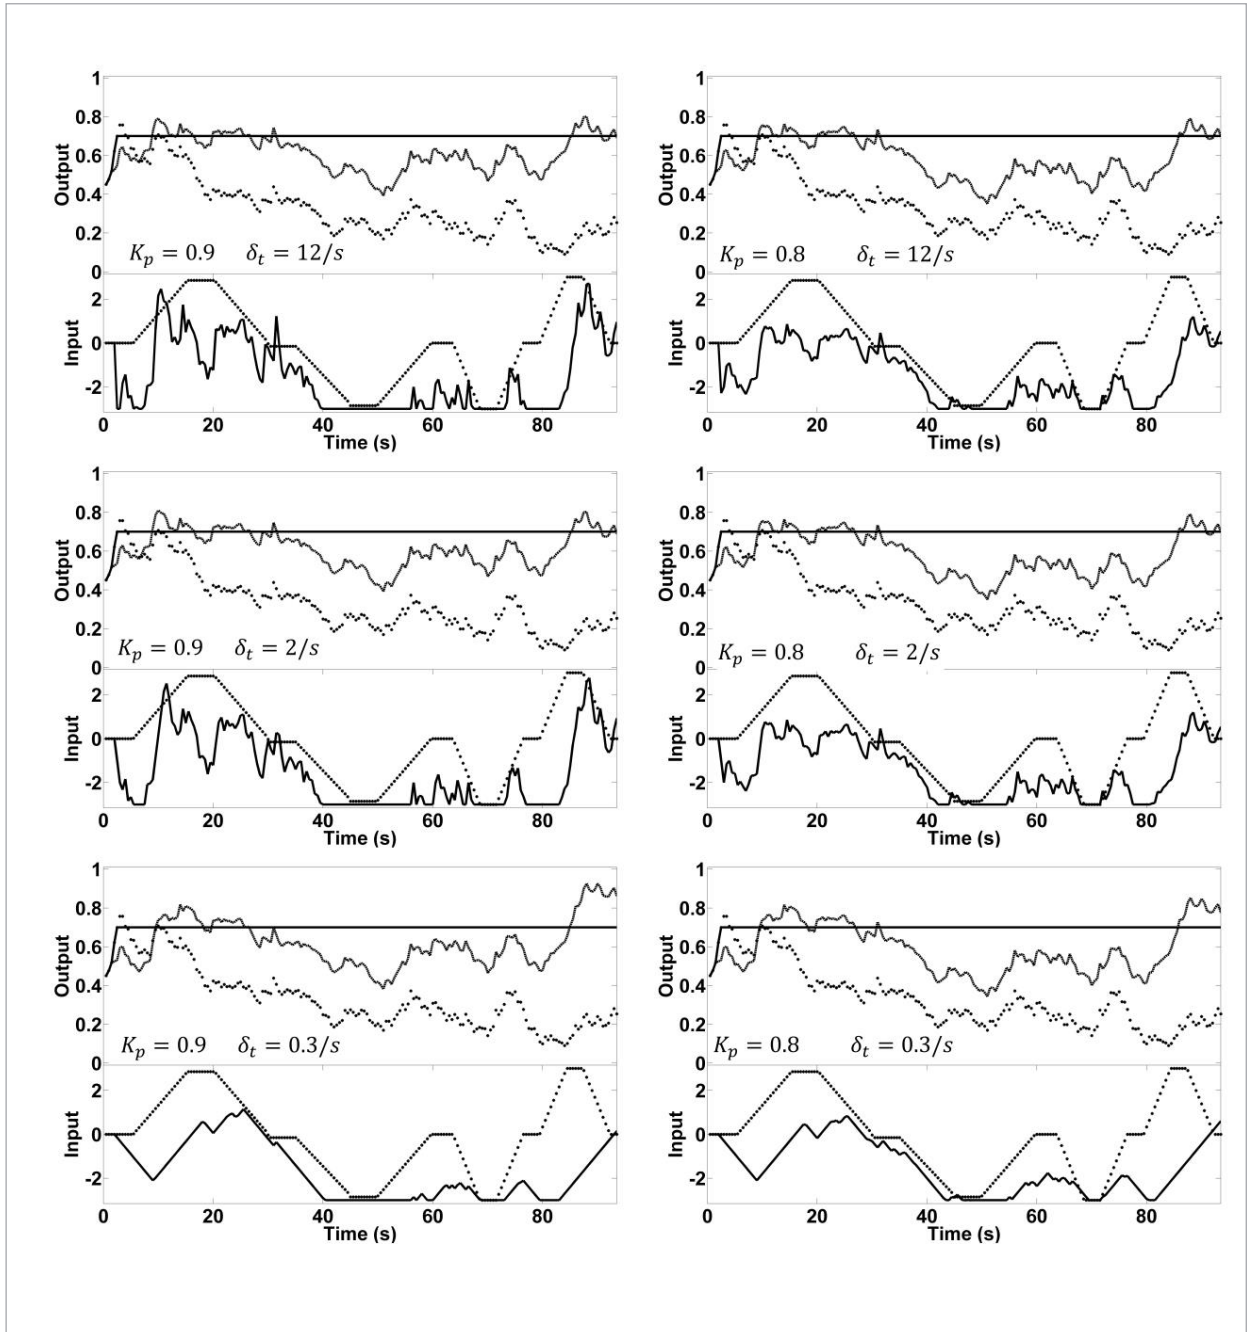 1
0.8
0.6
0.4
0.2
0
Output
K_p = 0.9 δ_t = 12/s
2
0
-2
Input
0 20 40 60 80
Time (s)
1
0.8
0.6
0.4
0.2
0
Output
K_p = 0.8 δ_t = 12/s
2
0
-2
Input
0 20 40 60 80
Time (s)
1
0.8
0.6
0.4
0.2
0
Output
K_p = 0.9 δ_t = 2/s
2
0
-2
Input
0 20 40 60 80
Time (s)
1
0.8
0.6
0.4
0.2
0
Output
K_p = 0.8 δ_t = 2/s
2
0
-2
Input
0 20 40 60 80
Time (s)
1
0.8
0.6
0.4
0.2
0
Output
K_p = 0.9 δ_t = 0.3/s
2
0
-2
Input
0 20 40 60 80
Time (s)
1
0.8
0.6
0.4
0.2
0
Output
K_p = 0.8 δ_t = 0.3/s
2
0
-2
Input
0 20 40 60 80
Time (s)